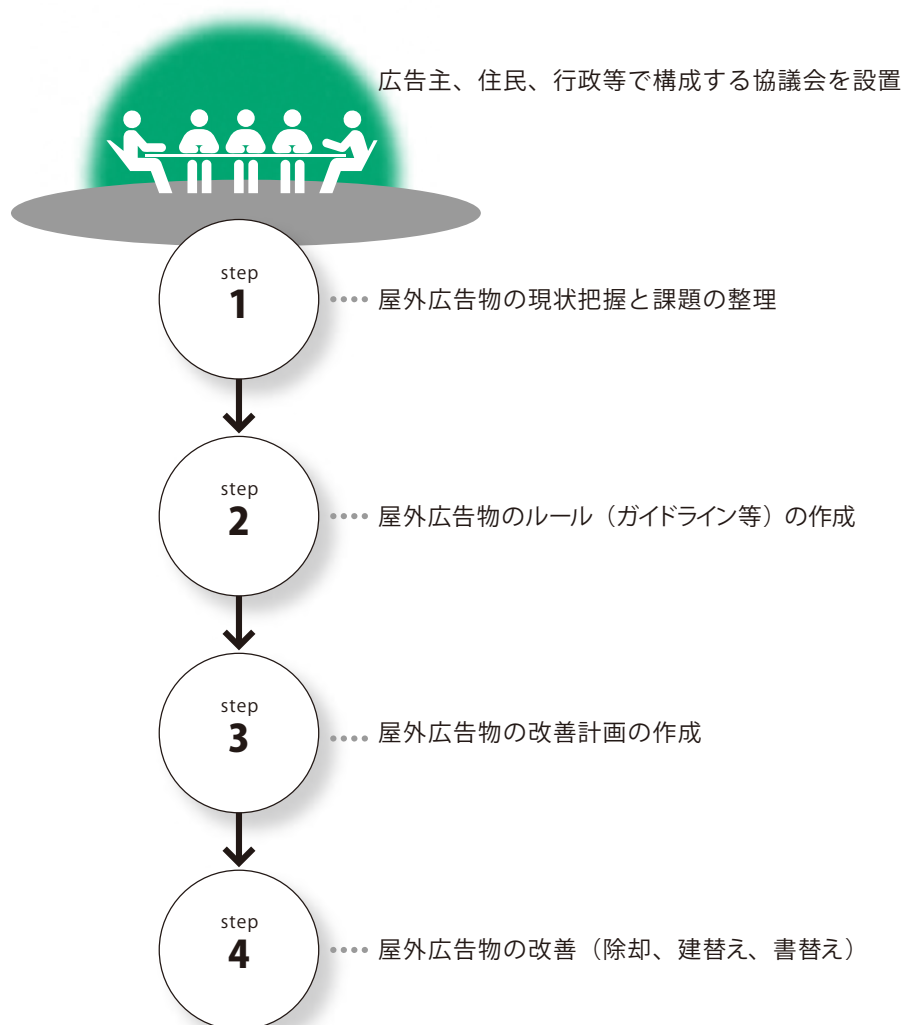 広告主、住民、行政等で構成する協議会を設置
step
1
屋外広告物の現状把握と課題の整理
step
2
屋外広告物のルール（ガイドライン等）の作成
step
3
屋外広告物の改善計画の作成
step
4
屋外広告物の改善（除却、建替え、書替え）